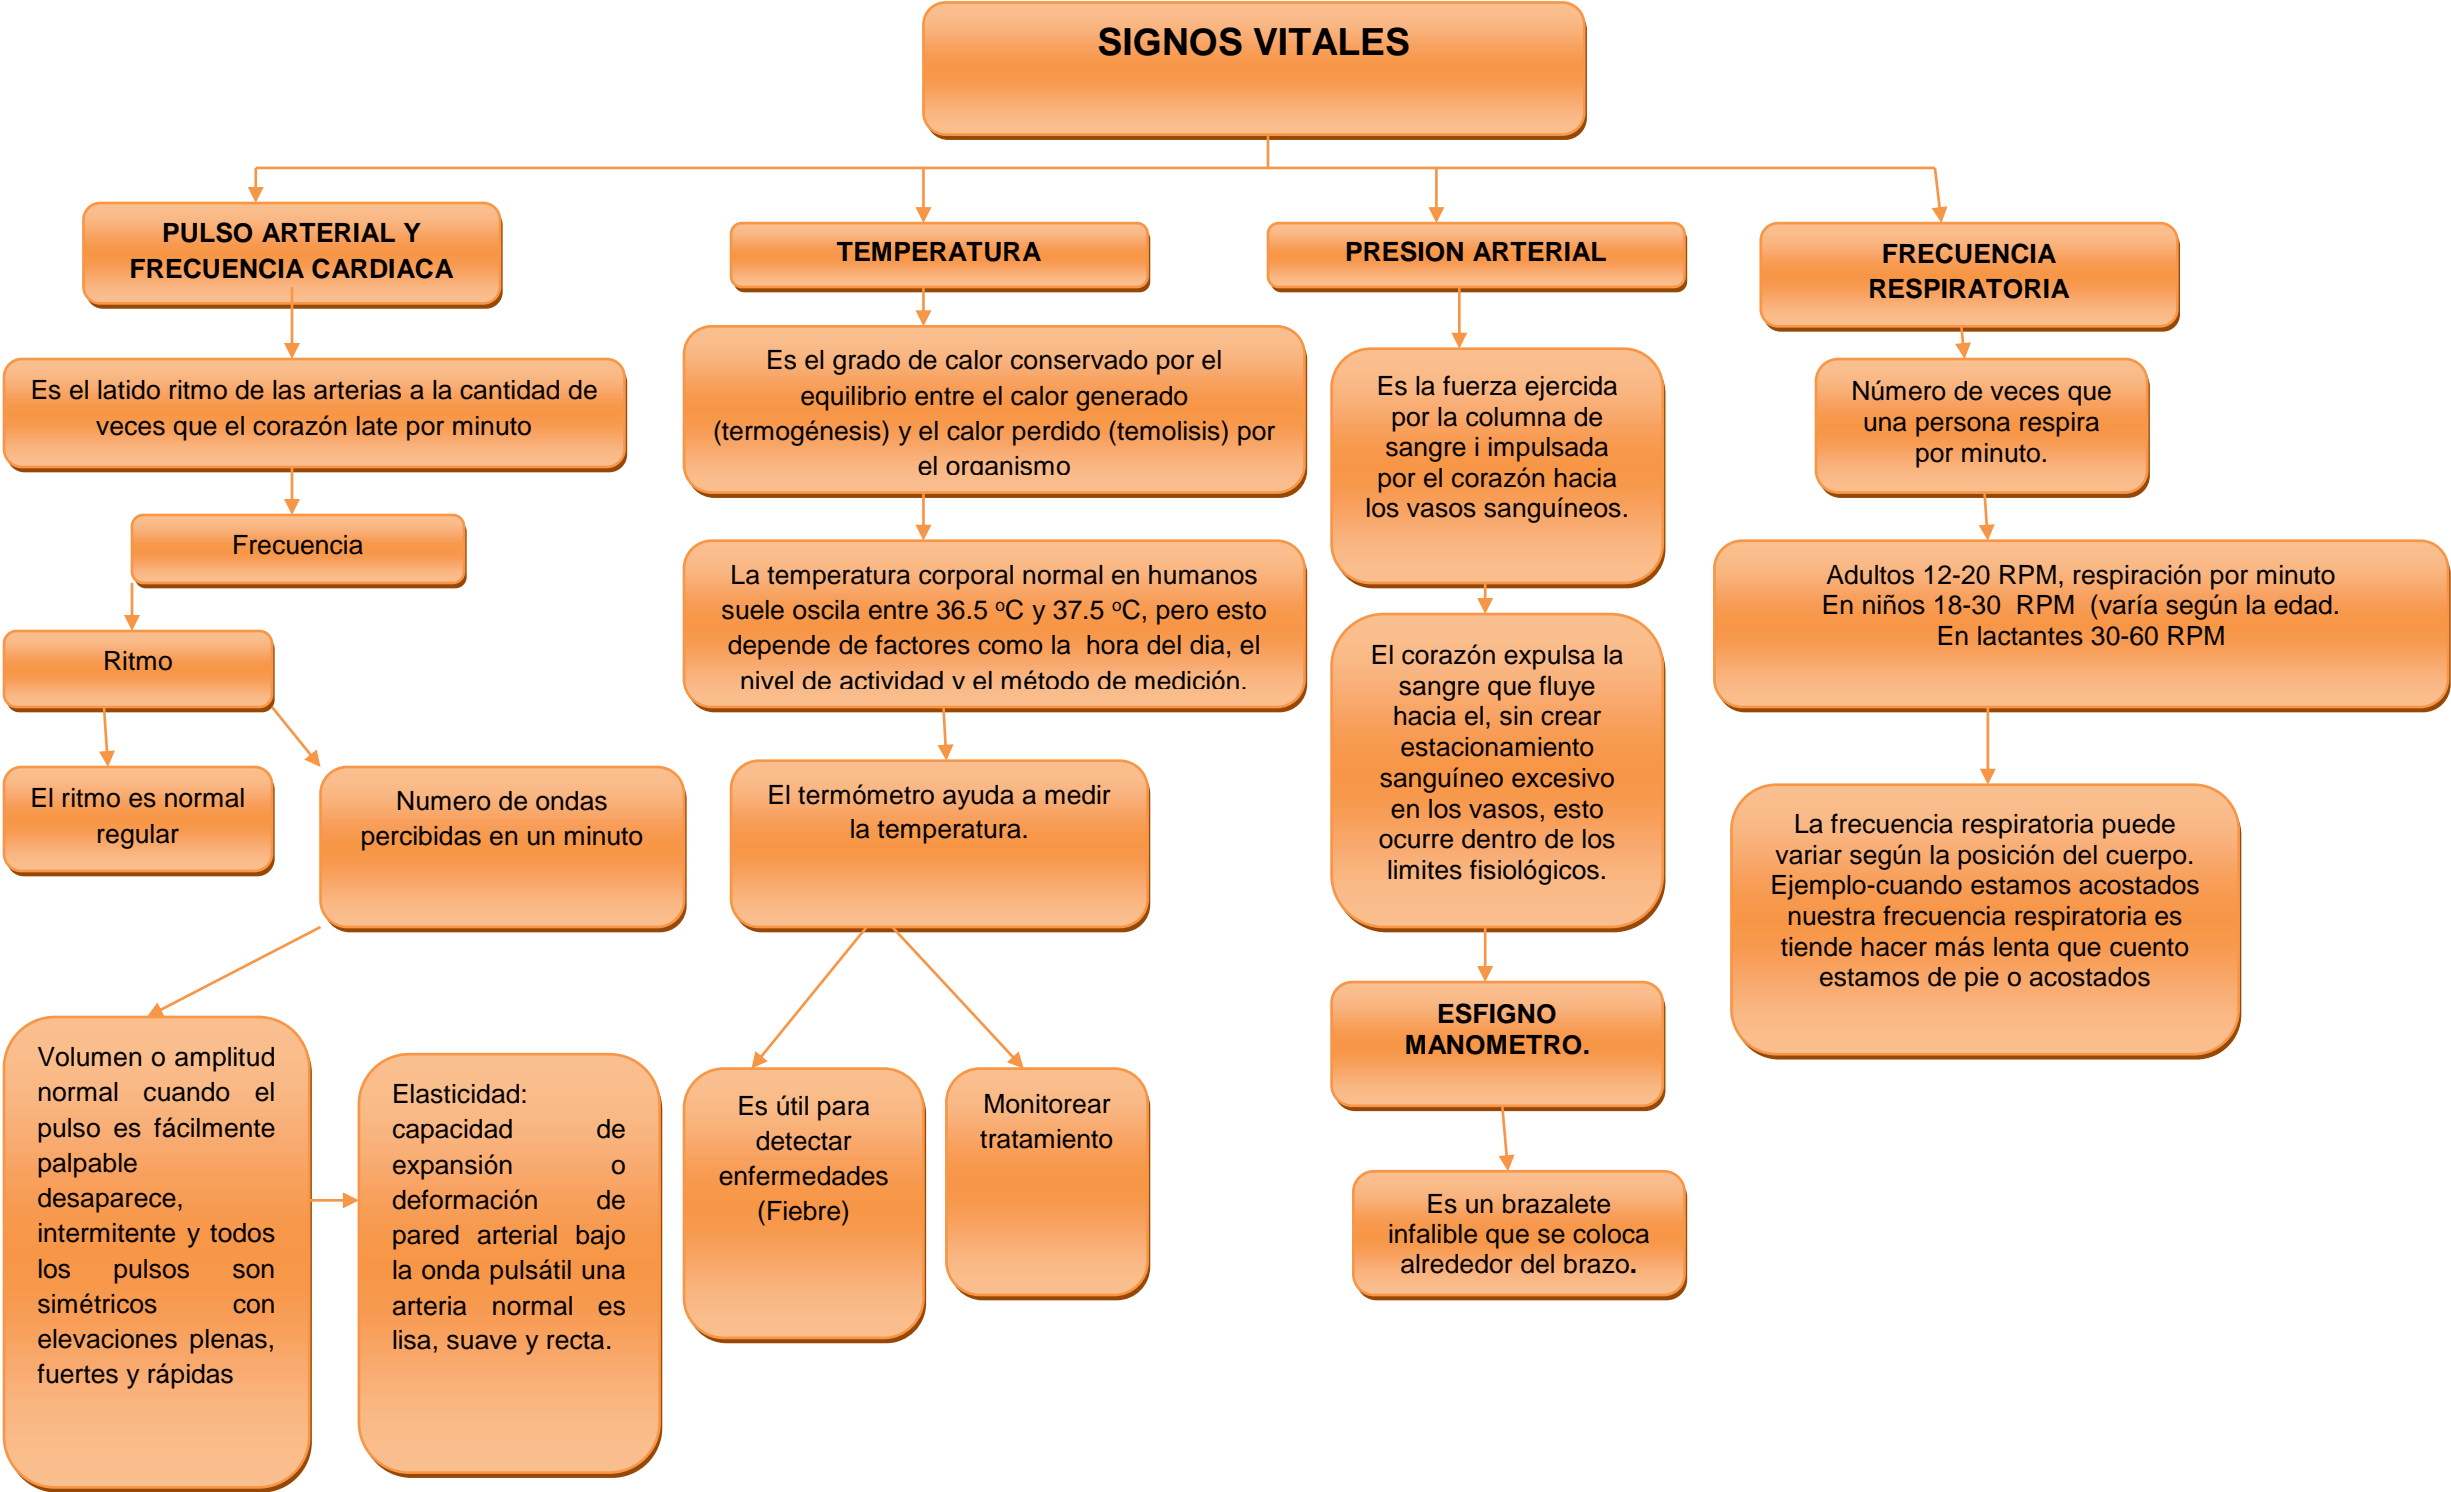 SIGNOS VITALES
PULSO ARTERIAL Y
FRECUENCIA CARDIACA
Es el latido ritmo de las arterias a la cantidad de
veces que el corazón late por minuto
Frecuencia
Ritmo
El ritmo es normal
regular
Numero de ondas
percibidas en un minuto
Volumen o amplitud
normal cuando el
pulso es fácilmente
palpable
desaparece,
intermitente y todos
los pulsos son
simétricos con
elevaciones plenas,
fuertes y rápidas
Elasticidad:
capacidad de
expansión o
deformación de
pared arterial bajo
la onda pulsátil una
arteria normal es
lisa, suave y recta.
TEMPERATURA
Es el grado de calor conservado por el
equilibrio entre el calor generado
(termogénesis) y el calor perdido (temolisis) por
el organismo
La temperatura corporal normal en humanos
suele oscila entre 36.5 ºC y 37.5 ºC, pero esto
depende de factores como la hora del dia, el
nivel de actividad y el método de medición.
El termómetro ayuda a medir
la temperatura.
Es útil para
detectar
enfermedades
(Fiebre)
Monitorear
tratamiento
PRESION ARTERIAL
Es la fuerza ejercida
por la columna de
sangre i impulsada
por el corazón hacia
los vasos sanguíneos.
El corazón expulsa la
sangre que fluye
hacia el, sin crear
estacionamiento
sanguíneo excesivo
en los vasos, esto
ocurre dentro de los
limites fisiológicos.
ESFIGNO
MANOMETRO.
Es un brazalete
infalible que se coloca
alrededor del brazo.
FRECUENCIA
RESPIRATORIA
Número de veces que
una persona respira
por minuto.
Adultos 12-20 RPM, respiración por minuto
En niños 18-30 RPM (varía según la edad.
En lactantes 30-60 RPM
La frecuencia respiratoria puede
variar según la posición del cuerpo.
Ejemplo-cuando estamos acostados
nuestra frecuencia respiratoria es
tiende hacer más lenta que cuento
estamos de pie o acostados